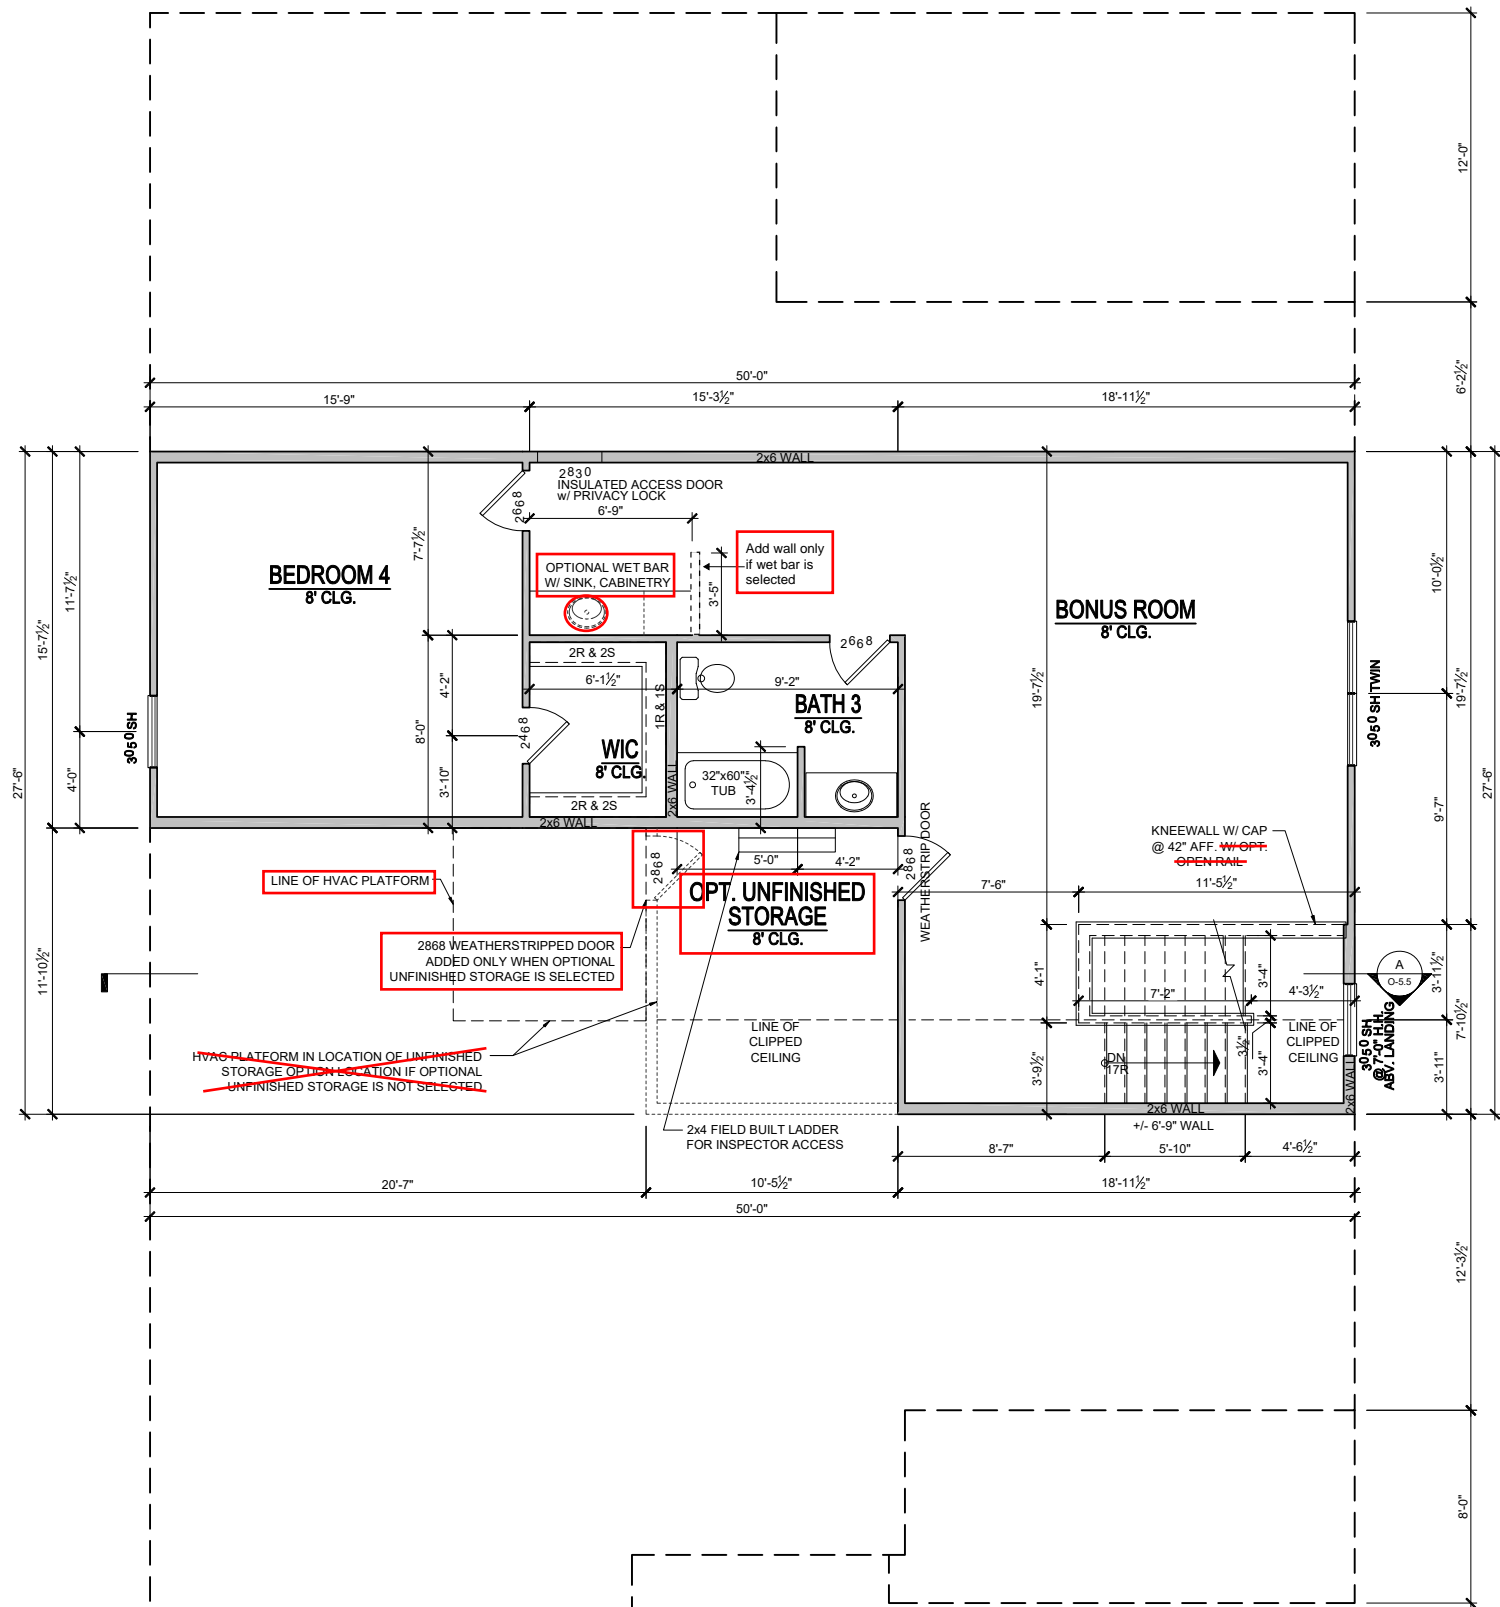 12'-0"
6'-2½"
50'-0"
15'-9"
15'-3½"
18'-11½"
2x6 WALL
2830
INSULATED ACCESS DOOR
w/ PRIVACY LOCK
6'-9"
2668
7'-7½"
11'-7½"
15'-7½"
27'-6"
4'-0"
11'-10½"
3050 SH
BEDROOM 4
8' CLG.
OPTIONAL WET BAR
W/ SINK, CABINETRY
Add wall only
if wet bar is
selected
3'-5"
BONUS ROOM
8' CLG.
10'-0½"
19'-7½"
19'-7½"
27'-6"
3050 SH TWIN
9'-7"
2668
2R & 2S
6'-1½"
1R & 1S
9'-2"
BATH 3
8' CLG.
4'-2"
8'-0"
3'-10"
2468
WIC
8' CLG.
2R & 2S
2x6 WALL
2x6 WALL
32"x60"
TUB
3'-4½"
5'-0"
4'-2"
2868
2868
WEATHERSTRIP DOOR
OPT. UNFINISHED
STORAGE
8' CLG.
LINE OF HVAC PLATFORM
2868 WEATHERSTRIPPED DOOR
ADDED ONLY WHEN OPTIONAL
UNFINISHED STORAGE IS SELECTED
HVAC PLATFORM IN LOCATION OF UNFINISHED
STORAGE OPTION LOCATION IF OPTIONAL
UNFINISHED STORAGE IS NOT SELECTED
KNEEWALL W/ CAP
@ 42" AFF. W/ OPT.
OPEN RAIL
7'-6"
11'-5½"
4'-1"
7'-2"
3'-4"
4'-3½"
A
O-5.5
3'-11½"
7'-10½"
3'-11"
LINE OF
CLIPPED
CEILING
LINE OF
CLIPPED
CEILING
3050 SH
@ 7'-0" H.H.
ABV. LANDING
3'-9½"
DN
17R
3½"
3'-4"
2x6 WALL
2x6 WALL
+/- 6'-9" WALL
2x4 FIELD BUILT LADDER
FOR INSPECTOR ACCESS
8'-7"
5'-10"
4'-6½"
20'-7"
10'-5½"
18'-11½"
50'-0"
12'-3½"
8'-0"